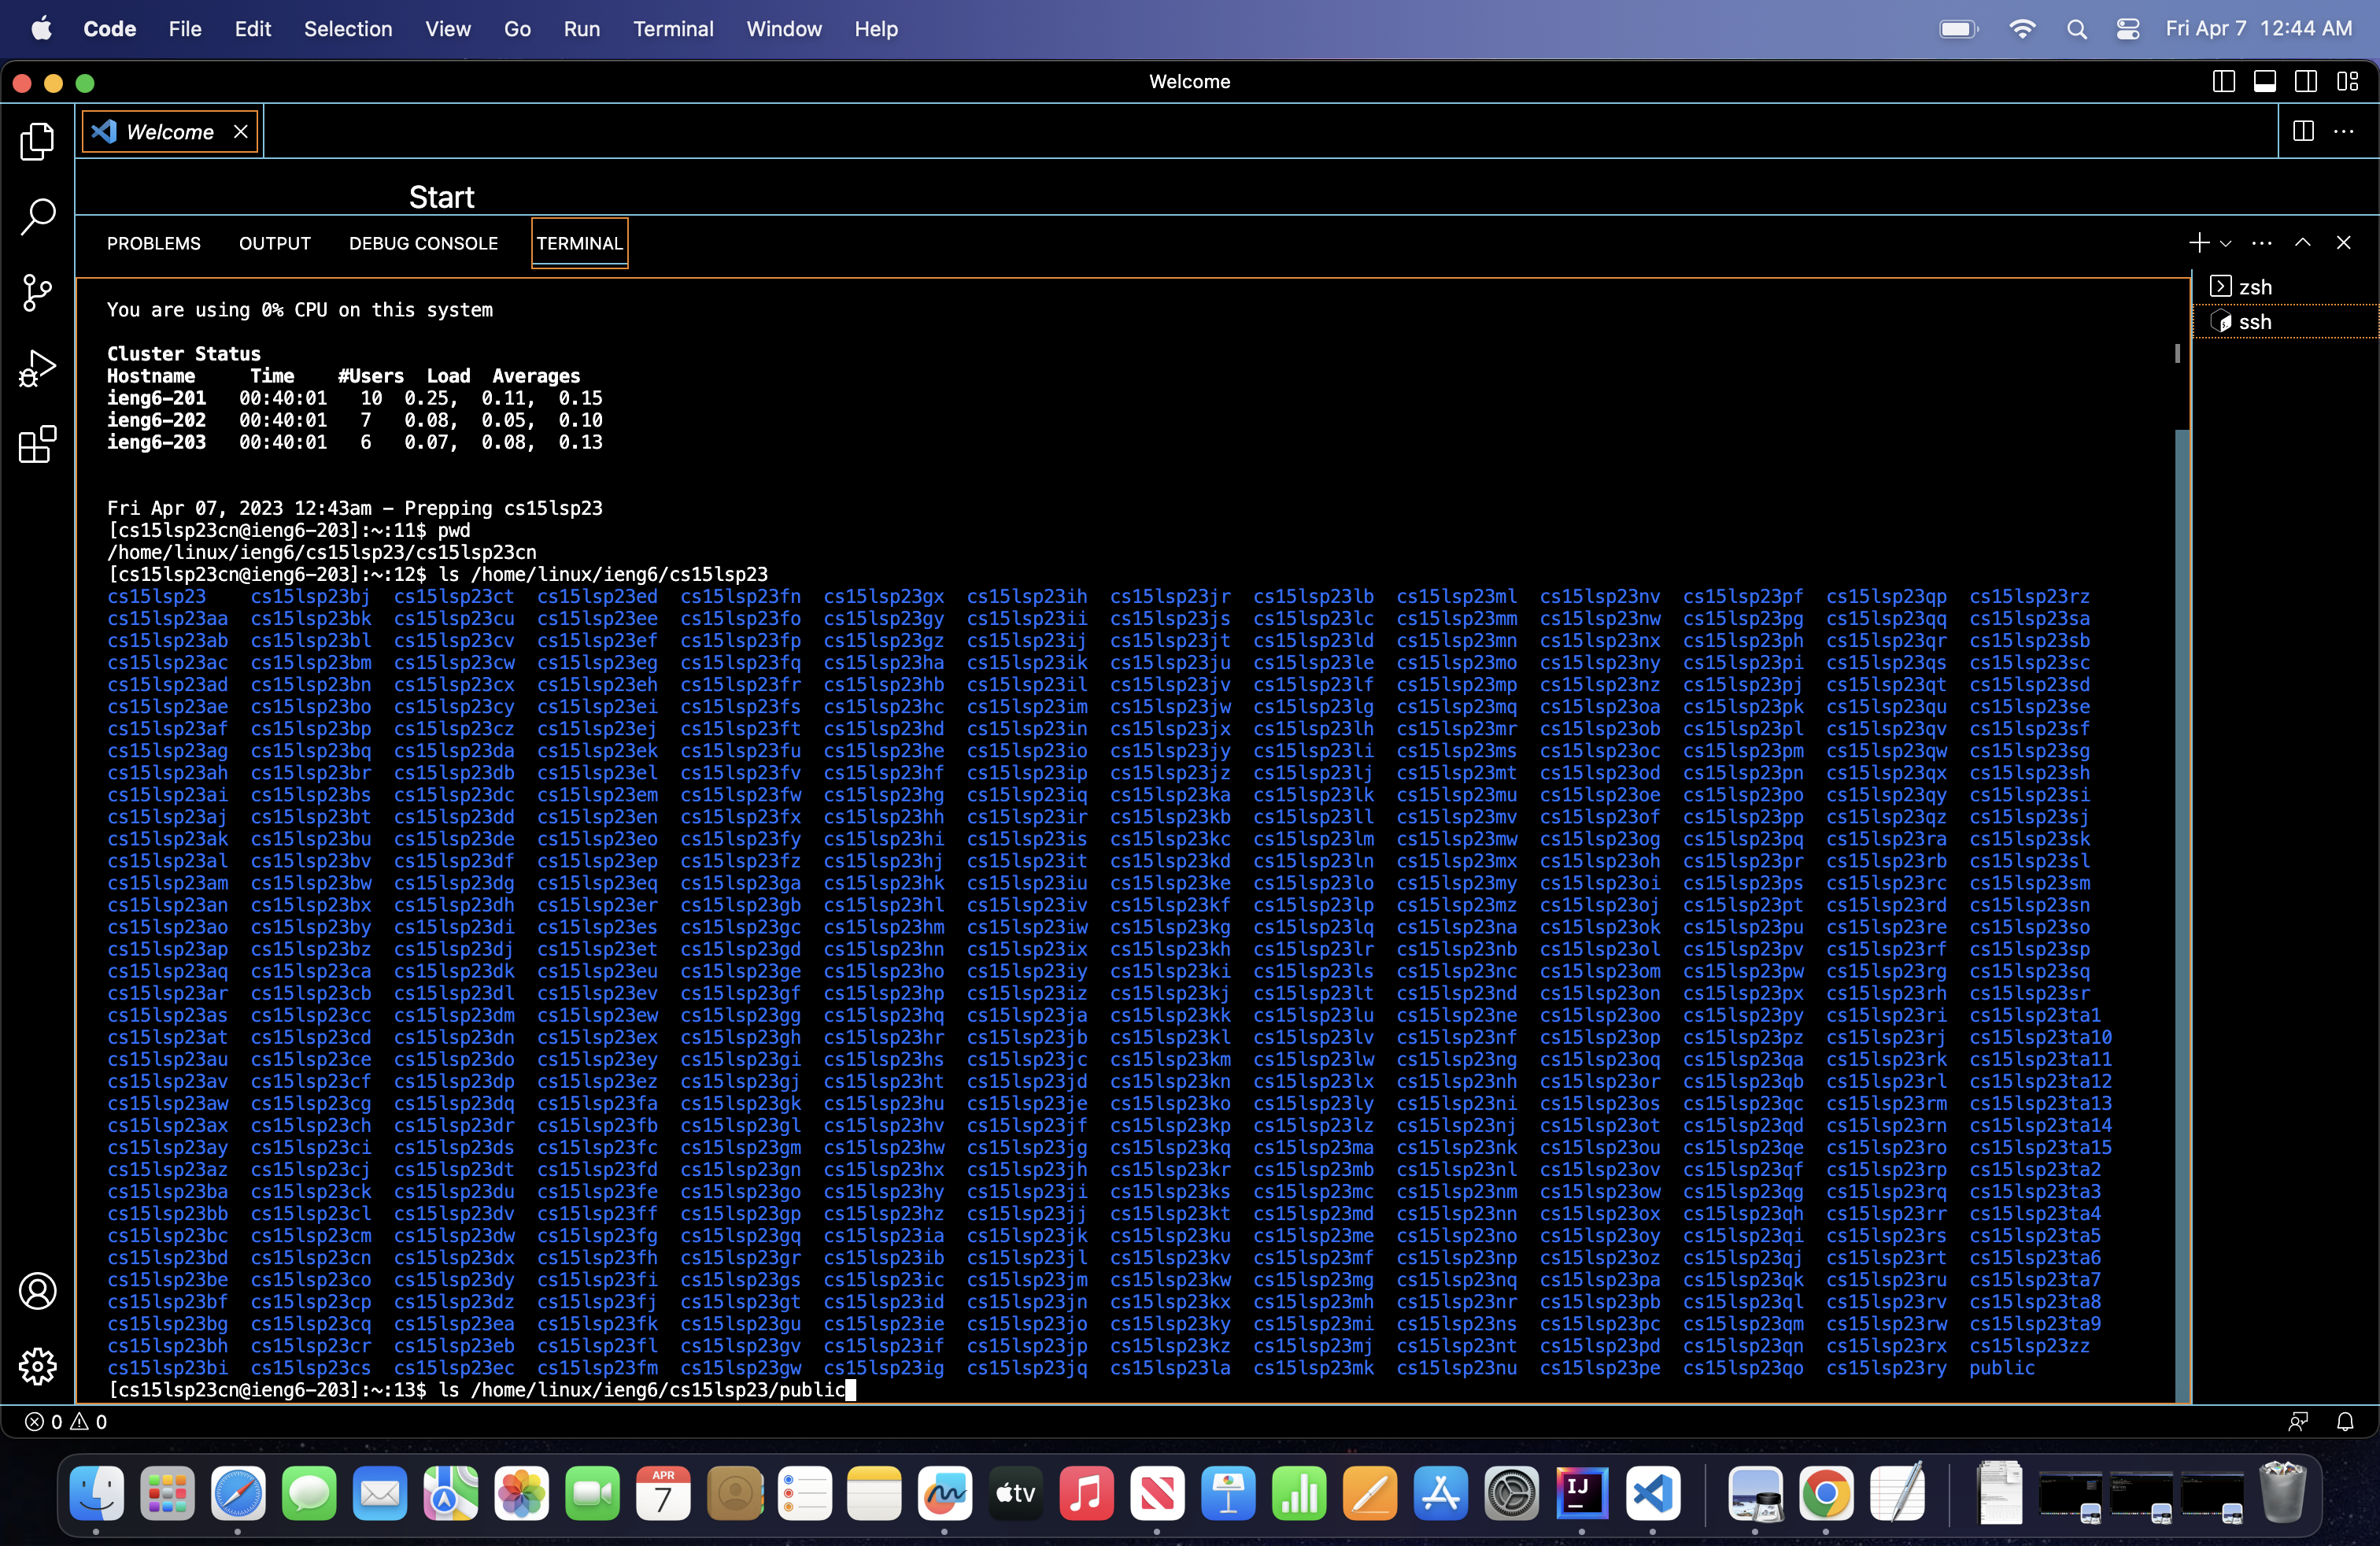 Code File Edit Selection View Go Run Terminal Window Help Fri Apr 7 12:44 AM
Welcome
Welcome
Start
PROBLEMS OUTPUT DEBUG CONSOLE TERMINAL
zsh
ssh
You are using 0% CPU on this system
Cluster Status
Hostname Time #Users Load Averages
ieng6-201 00:40:01 10 0.25, 0.11, 0.15
ieng6-202 00:40:01 7 0.08, 0.05, 0.10
ieng6-203 00:40:01 6 0.07, 0.08, 0.13
Fri Apr 07, 2023 12:43am - Prepping cs15lsp23
[cs15lsp23cn@ieng6-203]:~:11$ pwd
/home/linux/ieng6/cs15lsp23/cs15lsp23cn
[cs15lsp23cn@ieng6-203]:~:12$ ls /home/linux/ieng6/cs15lsp23
cs15lsp23 cs15lsp23bj cs15lsp23ct cs15lsp23ed cs15lsp23fn cs15lsp23gx cs15lsp23ih cs15lsp23jr cs15lsp23lb cs15lsp23ml cs15lsp23nv cs15lsp23pf cs15lsp23qp cs15lsp23rz
cs15lsp23aa cs15lsp23bk cs15lsp23cu cs15lsp23ee cs15lsp23fo cs15lsp23gy cs15lsp23ii cs15lsp23js cs15lsp23lc cs15lsp23mm cs15lsp23nw cs15lsp23pg cs15lsp23qq cs15lsp23sa
cs15lsp23ab cs15lsp23bl cs15lsp23cv cs15lsp23ef cs15lsp23fp cs15lsp23gz cs15lsp23ij cs15lsp23jt cs15lsp23ld cs15lsp23mn cs15lsp23nx cs15lsp23ph cs15lsp23qr cs15lsp23sb
cs15lsp23ac cs15lsp23bm cs15lsp23cw cs15lsp23eg cs15lsp23fq cs15lsp23ha cs15lsp23ik cs15lsp23ju cs15lsp23le cs15lsp23mo cs15lsp23ny cs15lsp23pi cs15lsp23qs cs15lsp23sc
cs15lsp23ad cs15lsp23bn cs15lsp23cx cs15lsp23eh cs15lsp23fr cs15lsp23hb cs15lsp23il cs15lsp23jv cs15lsp23lf cs15lsp23mp cs15lsp23nz cs15lsp23pj cs15lsp23qt cs15lsp23sd
cs15lsp23ae cs15lsp23bo cs15lsp23cy cs15lsp23ei cs15lsp23fs cs15lsp23hc cs15lsp23im cs15lsp23jw cs15lsp23lg cs15lsp23mq cs15lsp23oa cs15lsp23pk cs15lsp23qu cs15lsp23se
cs15lsp23af cs15lsp23bp cs15lsp23cz cs15lsp23ej cs15lsp23ft cs15lsp23hd cs15lsp23in cs15lsp23jx cs15lsp23lh cs15lsp23mr cs15lsp23ob cs15lsp23pl cs15lsp23qv cs15lsp23sf
cs15lsp23ag cs15lsp23bq cs15lsp23da cs15lsp23ek cs15lsp23fu cs15lsp23he cs15lsp23io cs15lsp23jy cs15lsp23li cs15lsp23ms cs15lsp23oc cs15lsp23pm cs15lsp23qw cs15lsp23sg
cs15lsp23ah cs15lsp23br cs15lsp23db cs15lsp23el cs15lsp23fv cs15lsp23hf cs15lsp23ip cs15lsp23jz cs15lsp23lj cs15lsp23mt cs15lsp23od cs15lsp23pn cs15lsp23qx cs15lsp23sh
cs15lsp23ai cs15lsp23bs cs15lsp23dc cs15lsp23em cs15lsp23fw cs15lsp23hg cs15lsp23iq cs15lsp23ka cs15lsp23lk cs15lsp23mu cs15lsp23oe cs15lsp23po cs15lsp23qy cs15lsp23si
cs15lsp23aj cs15lsp23bt cs15lsp23dd cs15lsp23en cs15lsp23fx cs15lsp23hh cs15lsp23ir cs15lsp23kb cs15lsp23ll cs15lsp23mv cs15lsp23of cs15lsp23pp cs15lsp23qz cs15lsp23sj
cs15lsp23ak cs15lsp23bu cs15lsp23de cs15lsp23eo cs15lsp23fy cs15lsp23hi cs15lsp23is cs15lsp23kc cs15lsp23lm cs15lsp23mw cs15lsp23og cs15lsp23pq cs15lsp23ra cs15lsp23sk
cs15lsp23al cs15lsp23bv cs15lsp23df cs15lsp23ep cs15lsp23fz cs15lsp23hj cs15lsp23it cs15lsp23kd cs15lsp23ln cs15lsp23mx cs15lsp23oh cs15lsp23pr cs15lsp23rb cs15lsp23sl
cs15lsp23am cs15lsp23bw cs15lsp23dg cs15lsp23eq cs15lsp23ga cs15lsp23hk cs15lsp23iu cs15lsp23ke cs15lsp23lo cs15lsp23my cs15lsp23oi cs15lsp23ps cs15lsp23rc cs15lsp23sm
cs15lsp23an cs15lsp23bx cs15lsp23dh cs15lsp23er cs15lsp23gb cs15lsp23hl cs15lsp23iv cs15lsp23kf cs15lsp23lp cs15lsp23mz cs15lsp23oj cs15lsp23pt cs15lsp23rd cs15lsp23sn
cs15lsp23ao cs15lsp23by cs15lsp23di cs15lsp23es cs15lsp23gc cs15lsp23hm cs15lsp23iw cs15lsp23kg cs15lsp23lq cs15lsp23na cs15lsp23ok cs15lsp23pu cs15lsp23re cs15lsp23so
cs15lsp23ap cs15lsp23bz cs15lsp23dj cs15lsp23et cs15lsp23gd cs15lsp23hn cs15lsp23ix cs15lsp23kh cs15lsp23lr cs15lsp23nb cs15lsp23ol cs15lsp23pv cs15lsp23rf cs15lsp23sp
cs15lsp23aq cs15lsp23ca cs15lsp23dk cs15lsp23eu cs15lsp23ge cs15lsp23ho cs15lsp23iy cs15lsp23ki cs15lsp23ls cs15lsp23nc cs15lsp23om cs15lsp23pw cs15lsp23rg cs15lsp23sq
cs15lsp23ar cs15lsp23cb cs15lsp23dl cs15lsp23ev cs15lsp23gf cs15lsp23hp cs15lsp23iz cs15lsp23kj cs15lsp23lt cs15lsp23nd cs15lsp23on cs15lsp23px cs15lsp23rh cs15lsp23sr
cs15lsp23as cs15lsp23cc cs15lsp23dm cs15lsp23ew cs15lsp23gg cs15lsp23hq cs15lsp23ja cs15lsp23kk cs15lsp23lu cs15lsp23ne cs15lsp23oo cs15lsp23py cs15lsp23ri cs15lsp23ta1
cs15lsp23at cs15lsp23cd cs15lsp23dn cs15lsp23ex cs15lsp23gh cs15lsp23hr cs15lsp23jb cs15lsp23kl cs15lsp23lv cs15lsp23nf cs15lsp23op cs15lsp23pz cs15lsp23rj cs15lsp23ta10
cs15lsp23au cs15lsp23ce cs15lsp23do cs15lsp23ey cs15lsp23gi cs15lsp23hs cs15lsp23jc cs15lsp23km cs15lsp23lw cs15lsp23ng cs15lsp23oq cs15lsp23qa cs15lsp23rk cs15lsp23ta11
cs15lsp23av cs15lsp23cf cs15lsp23dp cs15lsp23ez cs15lsp23gj cs15lsp23ht cs15lsp23jd cs15lsp23kn cs15lsp23lx cs15lsp23nh cs15lsp23or cs15lsp23qb cs15lsp23rl cs15lsp23ta12
cs15lsp23aw cs15lsp23cg cs15lsp23dq cs15lsp23fa cs15lsp23gk cs15lsp23hu cs15lsp23je cs15lsp23ko cs15lsp23ly cs15lsp23ni cs15lsp23os cs15lsp23qc cs15lsp23rm cs15lsp23ta13
cs15lsp23ax cs15lsp23ch cs15lsp23dr cs15lsp23fb cs15lsp23gl cs15lsp23hv cs15lsp23jf cs15lsp23kp cs15lsp23lz cs15lsp23nj cs15lsp23ot cs15lsp23qd cs15lsp23rn cs15lsp23ta14
cs15lsp23ay cs15lsp23ci cs15lsp23ds cs15lsp23fc cs15lsp23gm cs15lsp23hw cs15lsp23jg cs15lsp23kq cs15lsp23ma cs15lsp23nk cs15lsp23ou cs15lsp23qe cs15lsp23ro cs15lsp23ta15
cs15lsp23az cs15lsp23cj cs15lsp23dt cs15lsp23fd cs15lsp23gn cs15lsp23hx cs15lsp23jh cs15lsp23kr cs15lsp23mb cs15lsp23nl cs15lsp23ov cs15lsp23qf cs15lsp23rp cs15lsp23ta2
cs15lsp23ba cs15lsp23ck cs15lsp23du cs15lsp23fe cs15lsp23go cs15lsp23hy cs15lsp23ji cs15lsp23ks cs15lsp23mc cs15lsp23nm cs15lsp23ow cs15lsp23qg cs15lsp23rq cs15lsp23ta3
cs15lsp23bb cs15lsp23cl cs15lsp23dv cs15lsp23ff cs15lsp23gp cs15lsp23hz cs15lsp23jj cs15lsp23kt cs15lsp23md cs15lsp23nn cs15lsp23ox cs15lsp23qh cs15lsp23rr cs15lsp23ta4
cs15lsp23bc cs15lsp23cm cs15lsp23dw cs15lsp23fg cs15lsp23gq cs15lsp23ia cs15lsp23jk cs15lsp23ku cs15lsp23me cs15lsp23no cs15lsp23oy cs15lsp23qi cs15lsp23rs cs15lsp23ta5
cs15lsp23bd cs15lsp23cn cs15lsp23dx cs15lsp23fh cs15lsp23gr cs15lsp23ib cs15lsp23jl cs15lsp23kv cs15lsp23mf cs15lsp23np cs15lsp23oz cs15lsp23qj cs15lsp23rt cs15lsp23ta6
cs15lsp23be cs15lsp23co cs15lsp23dy cs15lsp23fi cs15lsp23gs cs15lsp23ic cs15lsp23jm cs15lsp23kw cs15lsp23mg cs15lsp23nq cs15lsp23pa cs15lsp23qk cs15lsp23ru cs15lsp23ta7
cs15lsp23bf cs15lsp23cp cs15lsp23dz cs15lsp23fj cs15lsp23gt cs15lsp23id cs15lsp23jn cs15lsp23kx cs15lsp23mh cs15lsp23nr cs15lsp23pb cs15lsp23ql cs15lsp23rv cs15lsp23ta8
cs15lsp23bg cs15lsp23cq cs15lsp23ea cs15lsp23fk cs15lsp23gu cs15lsp23ie cs15lsp23jo cs15lsp23ky cs15lsp23mi cs15lsp23ns cs15lsp23pc cs15lsp23qm cs15lsp23rw cs15lsp23ta9
cs15lsp23bh cs15lsp23cr cs15lsp23eb cs15lsp23fl cs15lsp23gv cs15lsp23if cs15lsp23jp cs15lsp23kz cs15lsp23mj cs15lsp23nt cs15lsp23pd cs15lsp23qn cs15lsp23rx cs15lsp23zz
cs15lsp23bi cs15lsp23cs cs15lsp23ec cs15lsp23fm cs15lsp23gw cs15lsp23ig cs15lsp23jq cs15lsp23la cs15lsp23mk cs15lsp23nu cs15lsp23pe cs15lsp23qo cs15lsp23ry public
[cs15lsp23cn@ieng6-203]:~:13$ ls /home/linux/ieng6/cs15lsp23/public
0 0
APR
7
tv
IJ